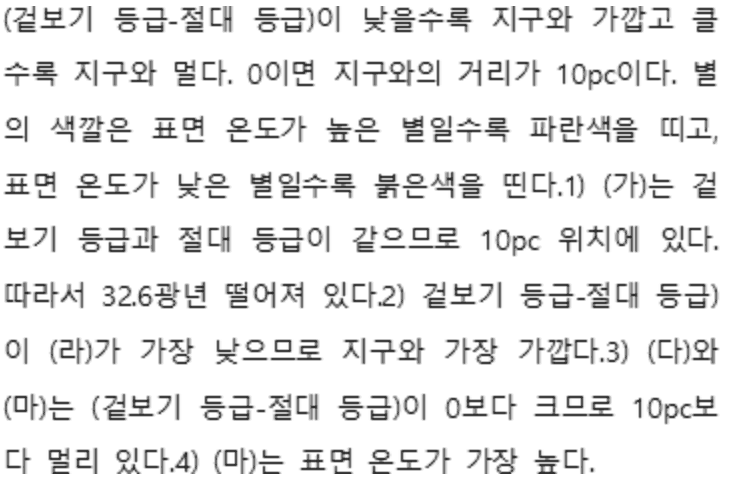 (겉보기 등급-절대 등급)이 낮을수록 지구와 가깝고 클
수록 지구와 멀다. 0이면 지구와의 거리가 10pc이다. 별
의 색깔은 표면 온도가 높은 별일수록 파란색을 띠고,
표면 온도가 낮은 별일수록 붉은색을 띤다.1) (가)는 겉
보기 등급과 절대 등급이 같으므로 10pc 위치에 있다.
따라서 32.6광년 떨어져 있다.2) 겉보기 등급-절대 등급)
이 (라)가 가장 낮으므로 지구와 가장 가깝다.3) (다)와
(마)는 (겉보기 등급-절대 등급)이 0보다 크므로 10pc보
다 멀리 있다.4) (마)는 표면 온도가 가장 높다.